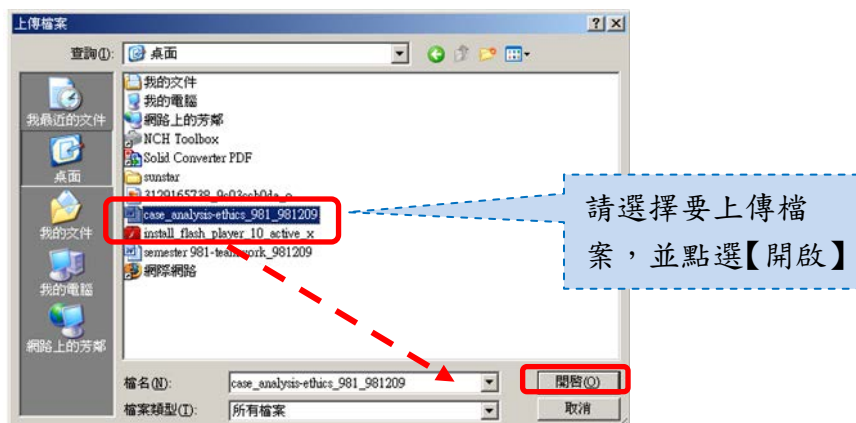 上傳檔案
查詢(I):
桌面
我的文件
我的電腦
網路上的芳鄰
NCH Toolbox
Solid Converter PDF
sunstar
case_analysis-ethics_981_981209
install_flash_player_10_active_x
semester 981-teamwork_981209
網際網路
我最近的文件
桌面
我的文件
我的電腦
網路上的芳鄰
檔名(N):
case_analysis-ethics_981_981209
開啓(O)
檔案類型(T):
所有檔案
取消
請選擇要上傳檔
案，並點選【開啟】